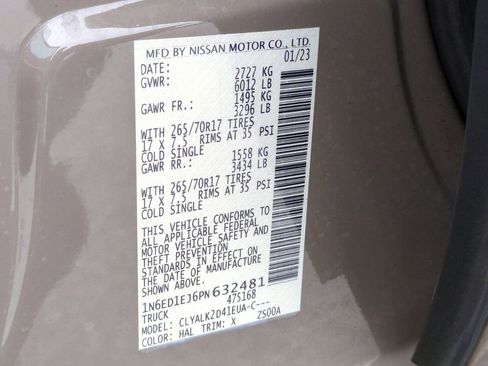 MFD BY NISSAN MOTOR CO., LTD.
DATE: 01/23
GVWR: 2727 KG
6012 LB
GAWR FR.: 1495 KG
3296 LB
WITH 265/70R17 TIRES
17 X 7.5 RIMS AT 35 PSI
COLD SINGLE
GAWR RR.: 1558 KG
3434 LB
WITH 265/70R17 TIRES
17 X 7.5 RIMS AT 35 PSI
COLD SINGLE
THIS VEHICLE CONFORMS TO
ALL APPLICABLE FEDERAL
MOTOR VEHICLE SAFETY AND
THEFT PREVENTION
STANDARDS IN EFFECT ON
THE DATE OF MANUFACTURE
1N6ED1EJ6PN632481
TRUCK 475168
MODEL: CLYALK2D41EUA-C---
COLOR: HAL TRIM: X ZS00A